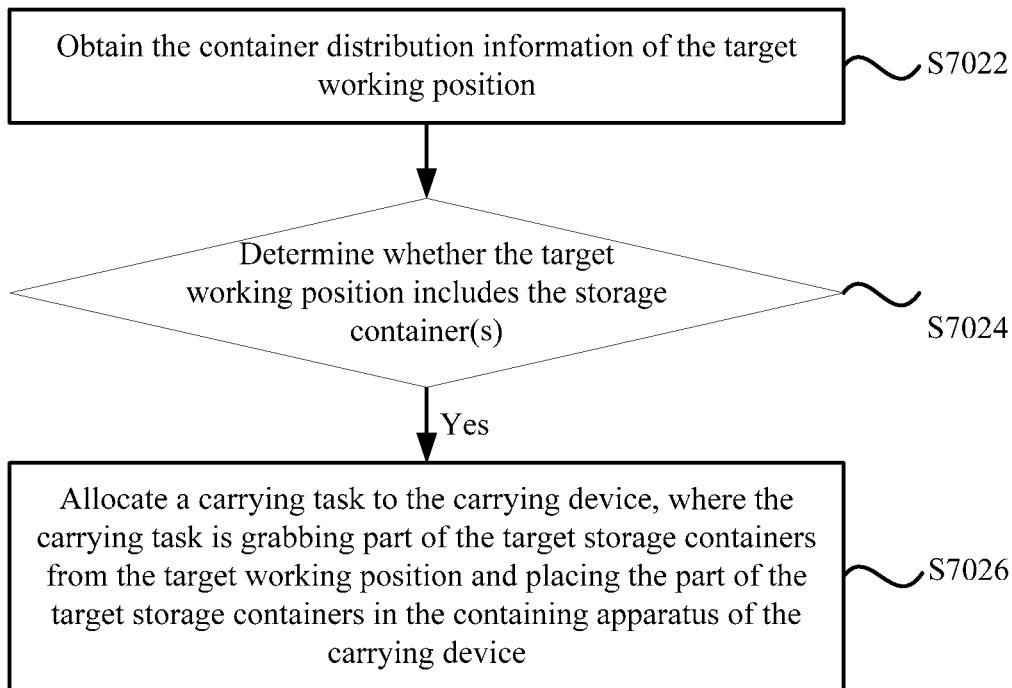 Obtain the container distribution information of the target
working position
S7022
Determine whether the target
working position includes the storage
container(s)
S7024
Yes
Allocate a carrying task to the carrying device, where the
carrying task is grabbing part of the target storage containers
from the target working position and placing the part of the
target storage containers in the containing apparatus of the
carrying device
S7026